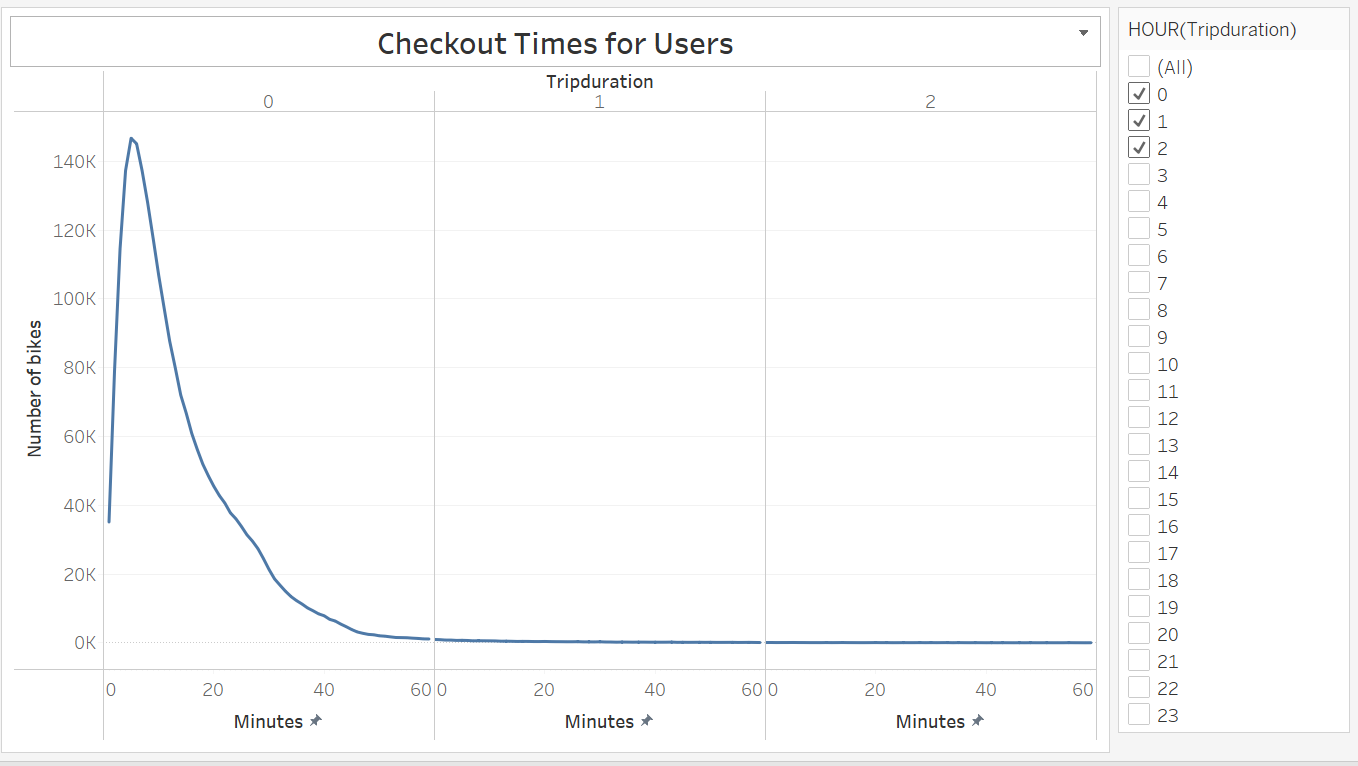 Checkout Times for Users
Tripduration
0 1 2
140K
120K
100K
80K
60K
40K
20K
0K
Number of bikes
0 20 40 60 0 20 40 60 0 20 40 60
Minutes Minutes Minutes
HOUR(Tripduration)
(All)
0
1
2
3
4
5
6
7
8
9
10
11
12
13
14
15
16
17
18
19
20
21
22
23